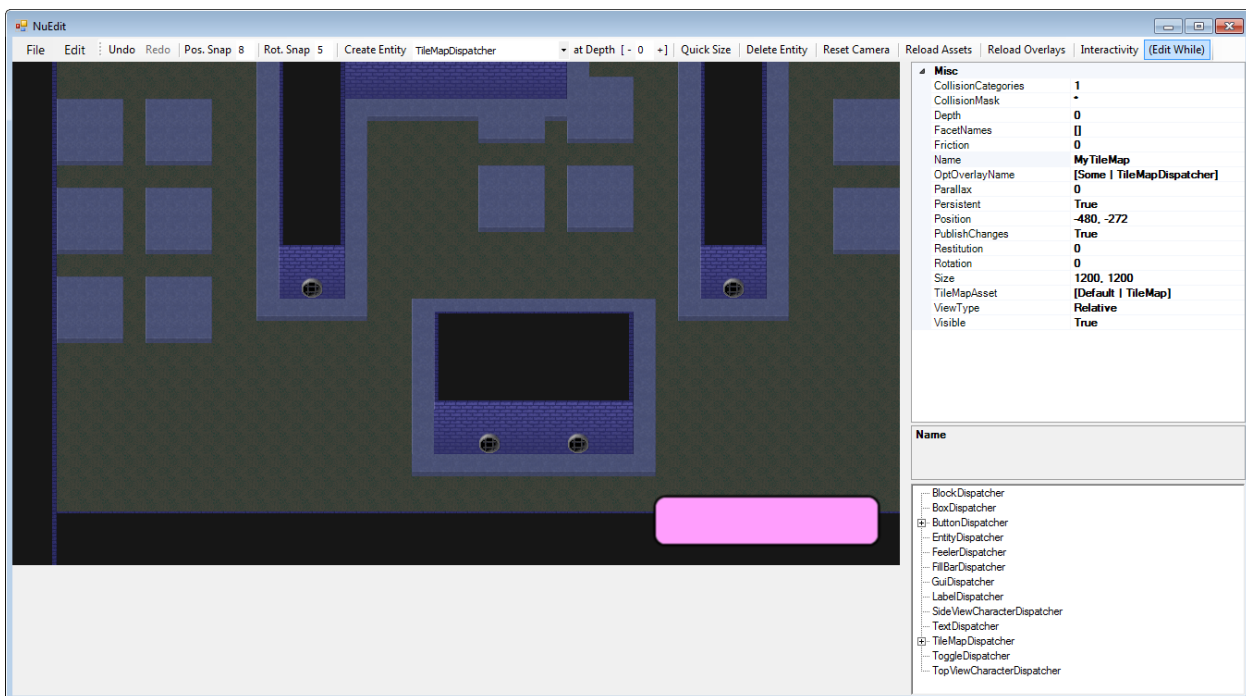 NuEdit
File Edit Undo Redo Pos. Snap 8 Rot. Snap 5 Create Entity TileMapDispatcher at Depth [ - 0 +] Quick Size Delete Entity Reset Camera Reload Assets Reload Overlays Interactivity (Edit While)
Misc
CollisionCategories 1
CollisionMask *
Depth 0
FacetNames []
Friction 0
Name MyTileMap
OptOverlayName [Some | TileMapDispatcher]
Parallax 0
Persistent True
Position -480, -272
PublishChanges True
Restitution 0
Rotation 0
Size 1200, 1200
TileMapAsset [Default | TileMap]
ViewType Relative
Visible True
Name
BlockDispatcher
BoxDispatcher
ButtonDispatcher
EntityDispatcher
FeelerDispatcher
FillBarDispatcher
GuiDispatcher
LabelDispatcher
SideViewCharacterDispatcher
TextDispatcher
TileMapDispatcher
ToggleDispatcher
TopViewCharacterDispatcher